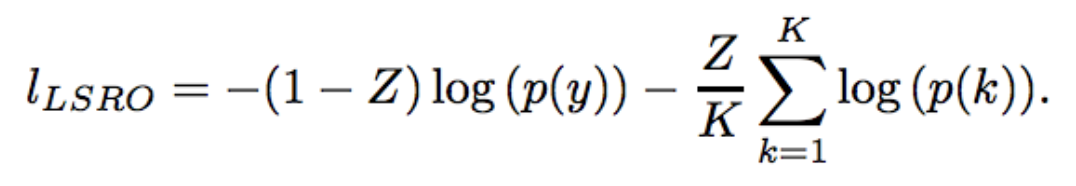 l_{LSRO} = −(1 − Z) log (p(y)) − \frac{Z}{K} \sum_{k=1}^{K} log (p(k)).